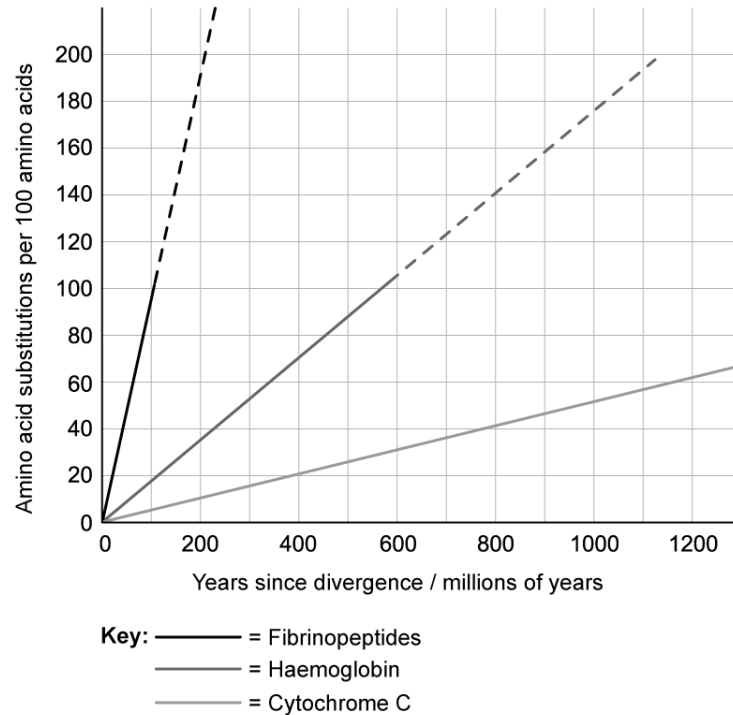 Amino acid substitutions per 100 amino acids
200
180
160
140
120
100
80
60
40
20
0
0 200 400 600 800 1000 1200
Years since divergence / millions of years
Key: = Fibrinopeptides
= Haemoglobin
= Cytochrome C